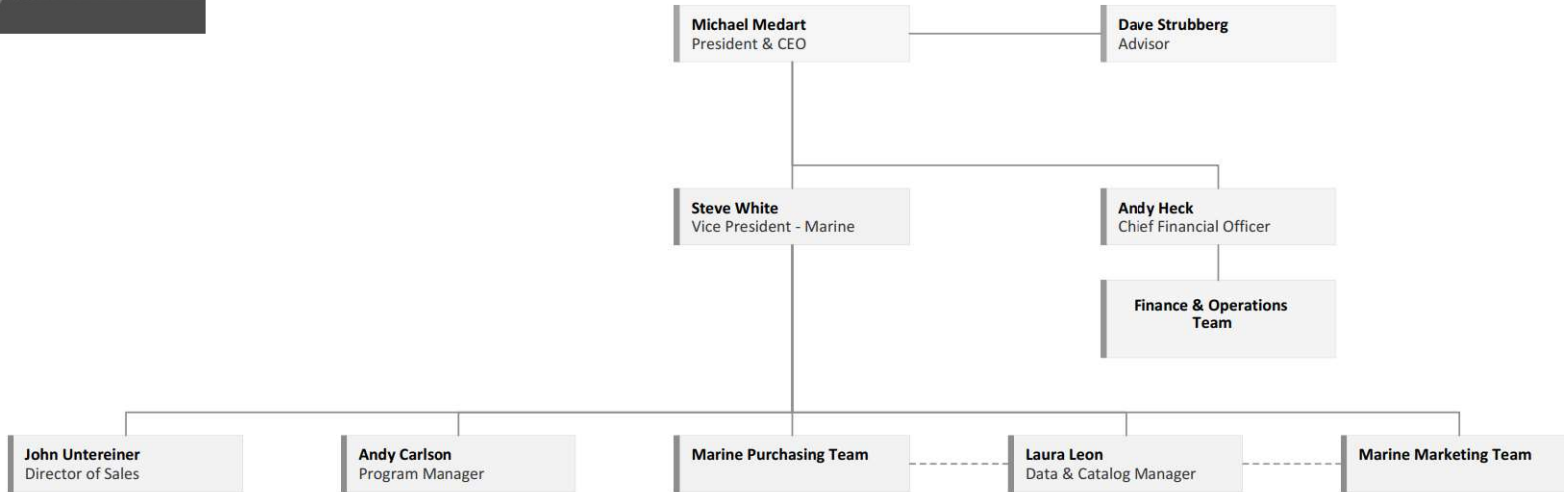 Michael Medart
President & CEO
Dave Strubberg
Advisor
Steve White
Vice President - Marine
Andy Heck
Chief Financial Officer
Finance & Operations
Team
John Untereiner
Director of Sales
Andy Carlson
Program Manager
Marine Purchasing Team
Laura Leon
Data & Catalog Manager
Marine Marketing Team